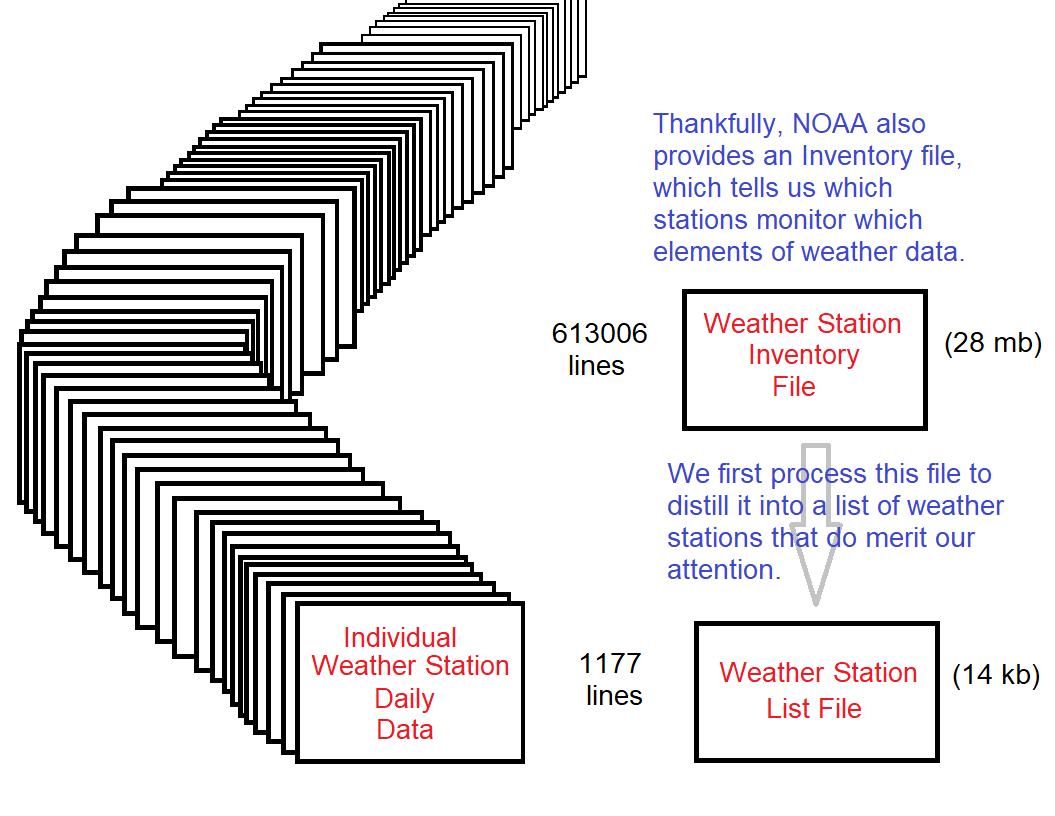 Thankfully, NOAA also
provides an Inventory file,
which tells us which
stations monitor which
elements of weather data.
613006
lines
Weather Station
Inventory
File
(28 mb)
We first process this file to
distill it into a list of weather
stations that do merit our
attention.
Individual
Weather Station
Daily
Data
1177
lines
Weather Station
List File
(14 kb)